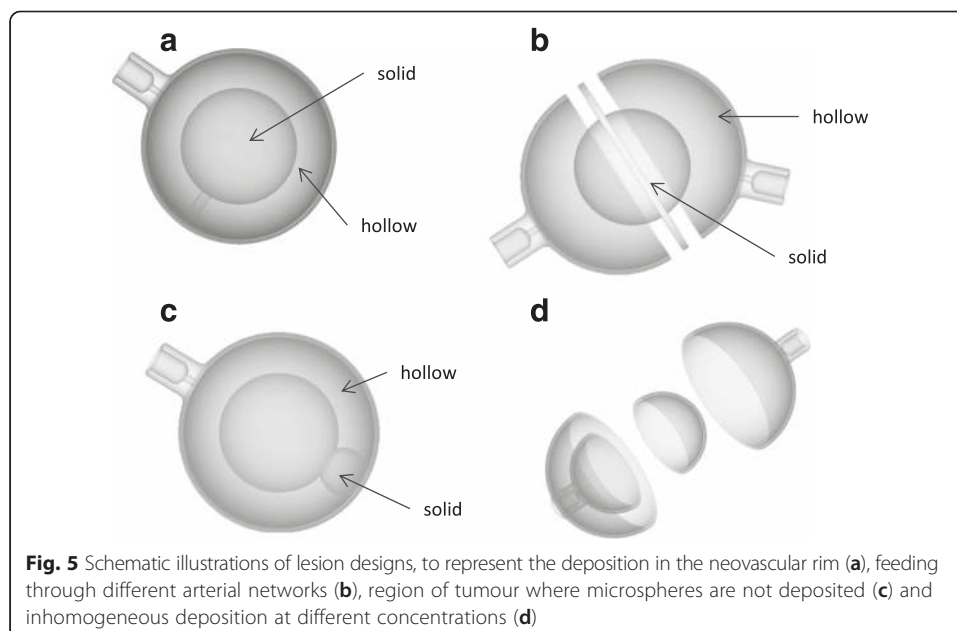 a
solid
hollow
b
hollow
solid
c
hollow
solid
d
Fig. 5 Schematic illustrations of lesion designs, to represent the deposition in the neovascular rim (a), feeding
through different arterial networks (b), region of tumour where microspheres are not deposited (c) and
inhomogeneous deposition at different concentrations (d)